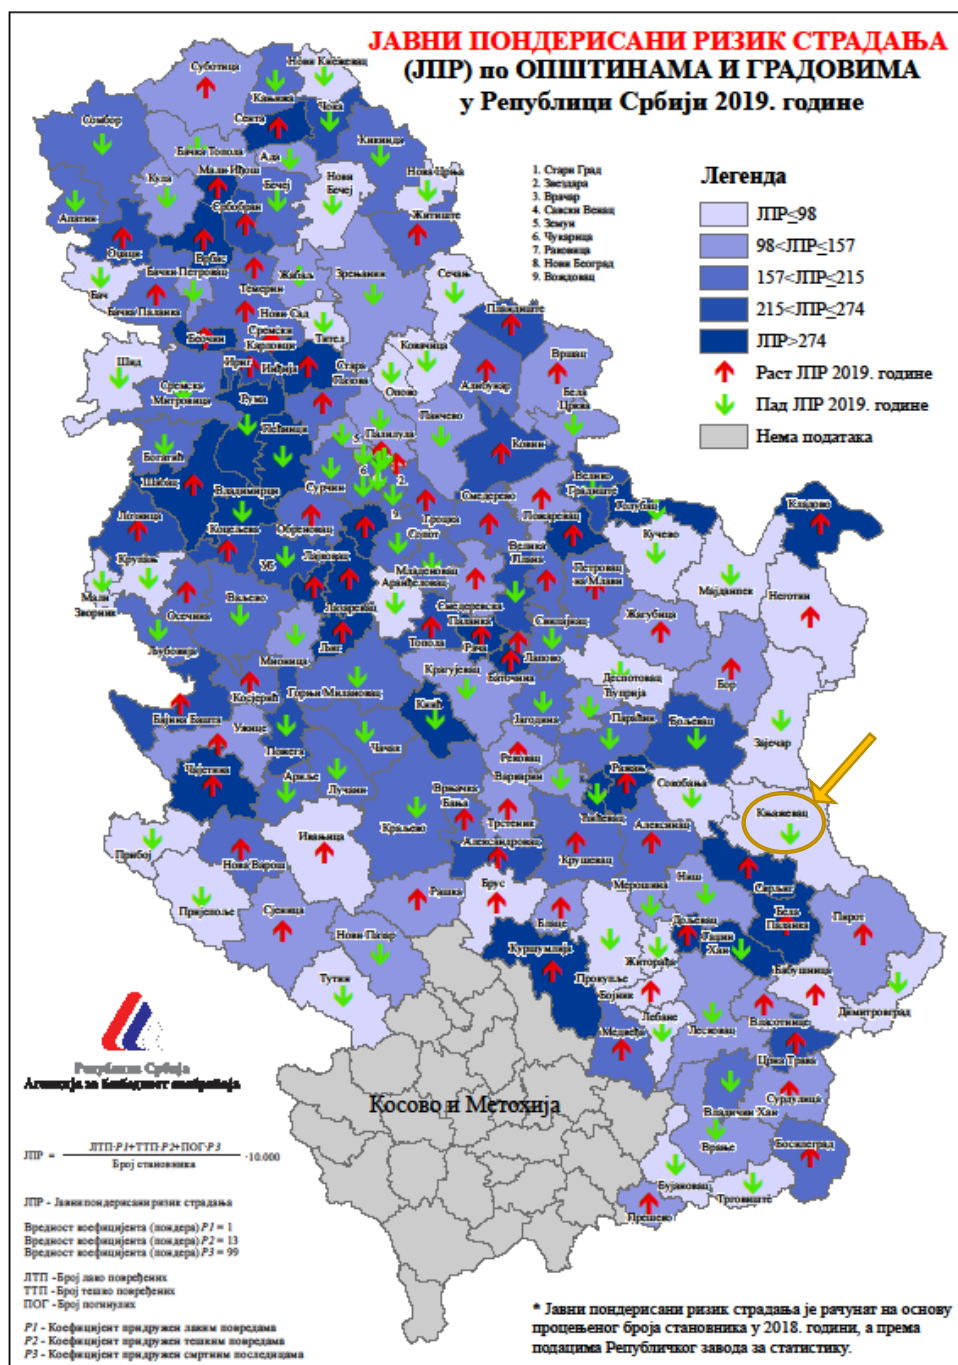 ЈАВНИ ПОНДЕРИСАНИ РИЗИК СТРАДАЊА
(ЈПР) по ОПШТИНАМА И ГРАДОВИМА
у Републици Србији 2019. године
1. Стари Град
2. Звездара
3. Врачар
4. Савски Венац
5. Земун
6. Чукарица
7. Раковица
8. Нови Београд
9. Вождовац
Легенда
ЈПР≤98
98<ЈПР≤157
157<ЈПР≤215
215<ЈПР≤274
ЈПР>274
Раст ЈПР 2019. године
Пад ЈПР 2019. године
Нема података
Суботица
Нови Кнежевац
Кањижа
Чока
Сента
Сомбор
Кикинда
Бачка Топола
Ада
Мали Иђош
Кула
Бечеј
Нови
Бечеј
Нова Црња
Апатин
Србобран
Житиште
Оџаци
Врбас
Бачки Петровац
Жабаљ
Зрењанин
Сечањ
Бач
Темерин
Бачка Паланка
Нови Сад
Пландиште
Беочин
Сремски
Карловци
Тител
Ковачица
Вршац
Шид
Ириг
Инђија
Стара
Пазова
Опово
Алибунар
Бела
Црква
Сремска
Митровица
Рума
Панчево
Пећинци
Палилула
5.
Ковин
Богатић
6.
2.
Велико
Градиште
Шабац
Сурчин
Голубац
Кладово
Владимирци
9.
Смедерево
Лозница
Коцељева
Обреновац
Гроцка
Пожаревац
Кучево
Сопот
Велика
Плана
Крупањ
УБ
Лајковац
Младеновац
Петровац
на Млави
Мајданпек
Неготин
Мали
Зворник
Аранђеловац
Осечина
Ваљево
Лазаревац
Смедеревска
Паланка
Жагубица
Топола
Свилајнац
Љубовија
Мионица
Љиг
Рача
Лапово
Крагујевац
Баточина
Деспотовац
Бор
Косјерић
Горњи Милановац
Ћуприја
Бајина Башта
Кнић
Јагодина
Параћин
Бољевац
Ужице
Пожега
Чачак
Зајечар
Рековац
Чајетина
Ариље
Варварин
Ражањ
Лучани
Врњачка
Бања
Сокобања
Ћићевац
Књажевац
Краљево
Трстеник
Ивањица
Александровац
Алексинац
Прибој
Крушевац
Нова Варош
Мерошина
Ниш
Рашка
Брус
Сврљиг
Пријепоље
Сјеница
Блаце
Дољевац
Бела
Паланка
Пирот
Нови Пазар
Гаџин
Хан
Куршумлија
Житорађа
Тутин
Прокупље
Бабушница
Бојник
Димитровград
Лебане
Медвеђа
Лесковац
Власотинце
Црна Трава
Косово и Метохија
Сурдулица
Владичин Хан
Врање
Босилеград
Бујановац
Трговиште
Прешево
Република Србија
Агенција за безбедност саобраћаја
ЈПР = ЛТП·P1+ТТП·P2+ПОГ·P3 / Број становника ·10.000
ЈПР - Јавни пондерисани ризик страдања
Вредност коефицијента (пондера) P1 = 1
Вредност коефицијента (пондера) P2 = 13
Вредност коефицијента (пондера) P3 = 99
ЛТП - Број лако повређених
ТТП - Број тешко повређених
ПОГ - Број погинулих
P1 - Коефицијент придружен лаким повредама
P2 - Коефицијент придружен тешким повредама
P3 - Коефицијент придружен смртним последицама
* Јавни пондерисани ризик страдања је рачунат на основу
процењеног броја становника у 2018. години, а према
подацима Републичког завода за статистику.